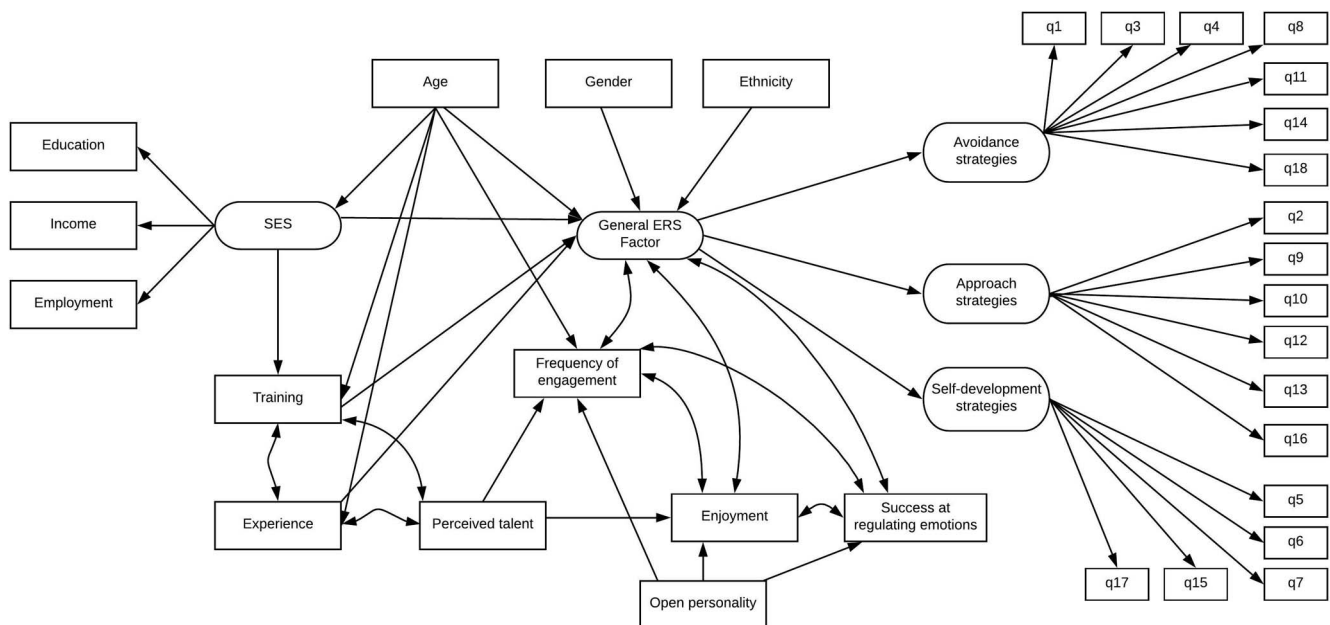 q1
q3
q4
q8
Age
Gender
Ethnicity
q11
q14
Education
Avoidance
strategies
q18
Income
SES
General ERS
Factor
q2
q9
Employment
Approach
strategies
q10
q12
Frequency of
engagement
Training
Self-development
strategies
q13
q16
Experience
Perceived talent
Enjoyment
Success at
regulating emotions
q5
q6
q17
q15
q7
Open personality